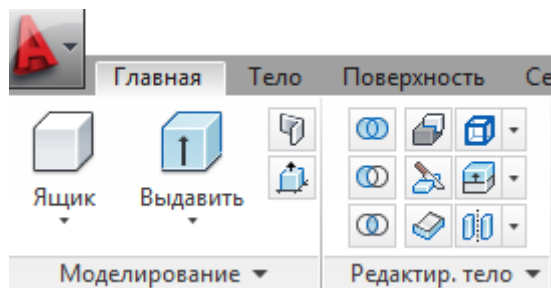 Главная Тело Поверхность Се
Ящик Выдавить
Моделирование Редактир. тело